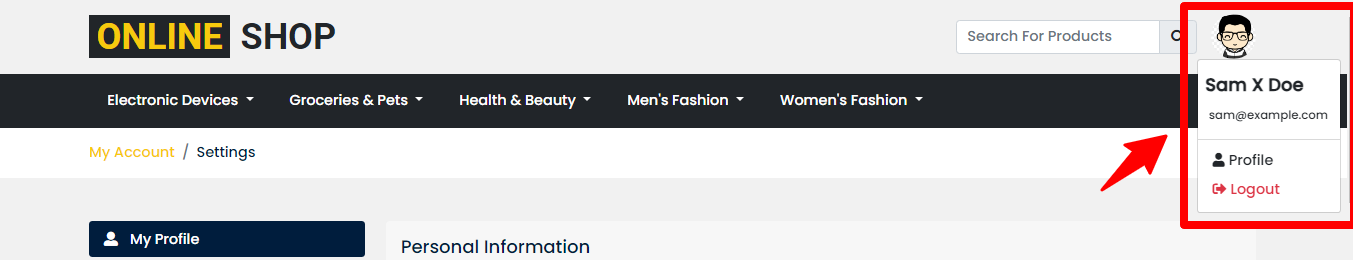 ONLINE SHOP
Search For Products
Sam X Doe
sam@example.com
Profile
Logout
Electronic Devices
Groceries & Pets
Health & Beauty
Men's Fashion
Women's Fashion
My Account / Settings
My Profile
Personal Information